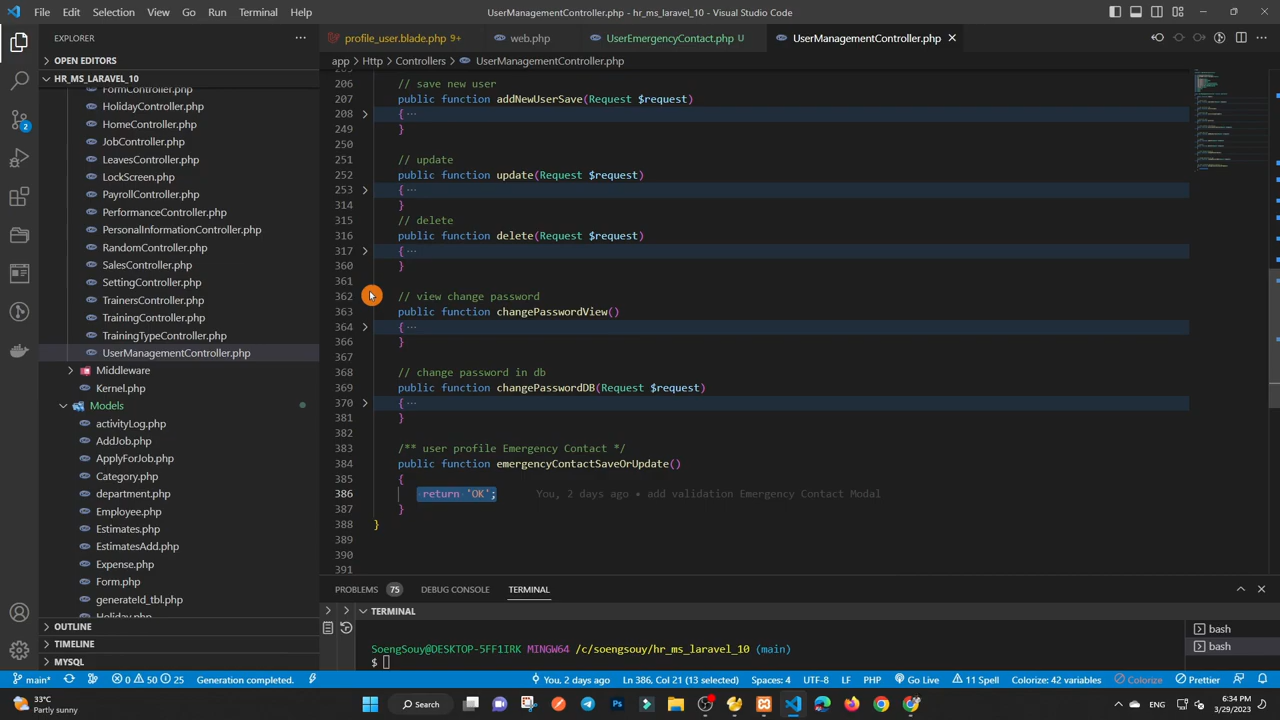 File Edit Selection View Go Run Terminal Help
UserManagementController.php - hr_ms_laravel_10 - Visual Studio Code
EXPLORER
OPEN EDITORS
HR_MS_LARAVEL_10
FormController.php
HolidayController.php
HomeController.php
JobController.php
LeavesController.php
LockScreen.php
PayrollController.php
PerformanceController.php
PersonalInformationController.php
RandomController.php
SalesController.php
SettingController.php
TrainersController.php
TrainingController.php
TrainingTypeController.php
UserManagementController.php
Middleware
Kernel.php
Models
activityLog.php
AddJob.php
ApplyForJob.php
Category.php
department.php
Employee.php
Estimates.php
EstimatesAdd.php
Expense.php
Form.php
generateId_tbl.php
Holiday.php
OUTLINE
TIMELINE
MYSQL
2
profile_user.blade.php 9+ web.php UserEmergencyContact.php U UserManagementController.php
app > Http > Controllers > UserManagementController.php
205
206 // save new user
207 public function addNewUserSave(Request $request)
208 { ···
249 }
250
251 // update
252 public function update(Request $request)
253 { ···
314 }
315 // delete
316 public function delete(Request $request)
317 { ···
360 }
361
362 // view change password
363 public function changePasswordView()
364 { ···
366 }
367
368 // change password in db
369 public function changePasswordDB(Request $request)
370 { ···
381 }
382
383 /** user profile Emergency Contact */
384 public function emergencyContactSaveOrUpdate()
385 {
386 return 'OK'; You, 2 days ago • add validation Emergency Contact Modal
387 }
388 }
389
390
391
PROBLEMS 75 DEBUG CONSOLE TERMINAL
TERMINAL
SoengSouy@DESKTOP-5FF1IRK MINGW64 /c/soengsouy/hr_ms_laravel_10 (main)
$
bash
bash
main* 0 50 25 Generation completed. You, 2 days ago Ln 386, Col 21 (13 selected) Spaces: 4 UTF-8 LF PHP Go Live 11 Spell Colorize: 42 variables Colorize Prettier
33°C
Partly sunny
Search
ENG
6:34 PM
3/29/2023